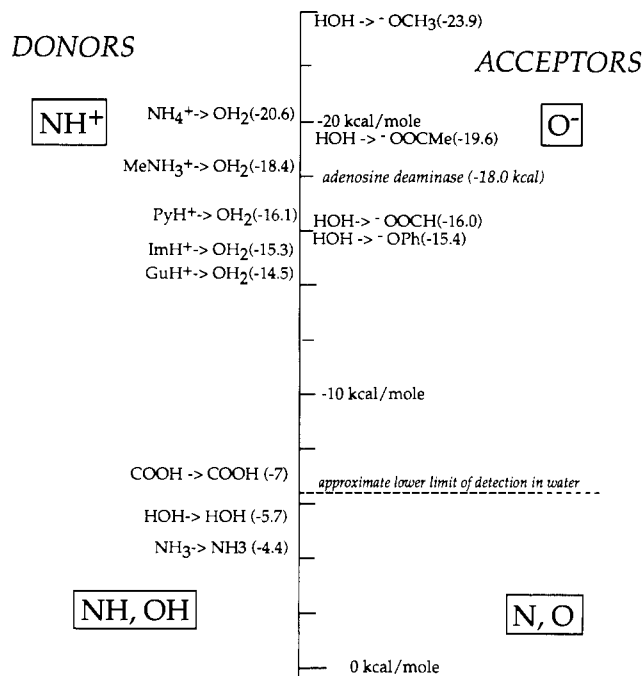 HOH -> ⁻OCH₃(-23.9)
DONORS
ACCEPTORS
NH₄⁺-> OH₂(-20.6)
-20 kcal/mole
NH⁺
O⁻
HOH-> ⁻OOCMe(-19.6)
MeNH₃⁺-> OH₂(-18.4)
adenosine deaminase (-18.0 kcal)
PyH⁺-> OH₂(-16.1)
HOH-> ⁻OOCH(-16.0)
HOH-> ⁻OPh(-15.4)
ImH⁺-> OH₂(-15.3)
GuH⁺-> OH₂(-14.5)
-10 kcal/mole
COOH -> COOH (-7)
approximate lower limit of detection in water
HOH-> HOH (-5.7)
NH₃-> NH3 (-4.4)
NH, OH
N, O
0 kcal/mole